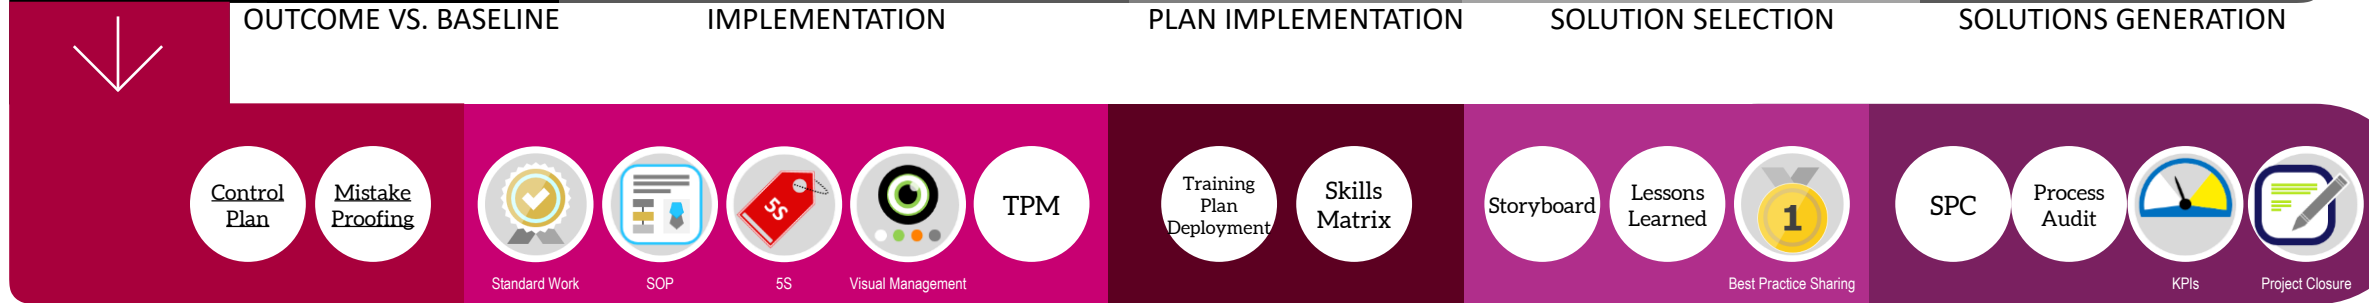 OUTCOME VS. BASELINE
IMPLEMENTATION
PLAN IMPLEMENTATION
SOLUTION SELECTION
SOLUTIONS GENERATION
Control
Plan
Mistake
Proofing
Standard Work
SOP
5S
5S
Visual Management
TPM
Training
Plan
Deployment
Skills
Matrix
Storyboard
Lessons
Learned
1
Best Practice Sharing
SPC
Process
Audit
KPIs
Project Closure